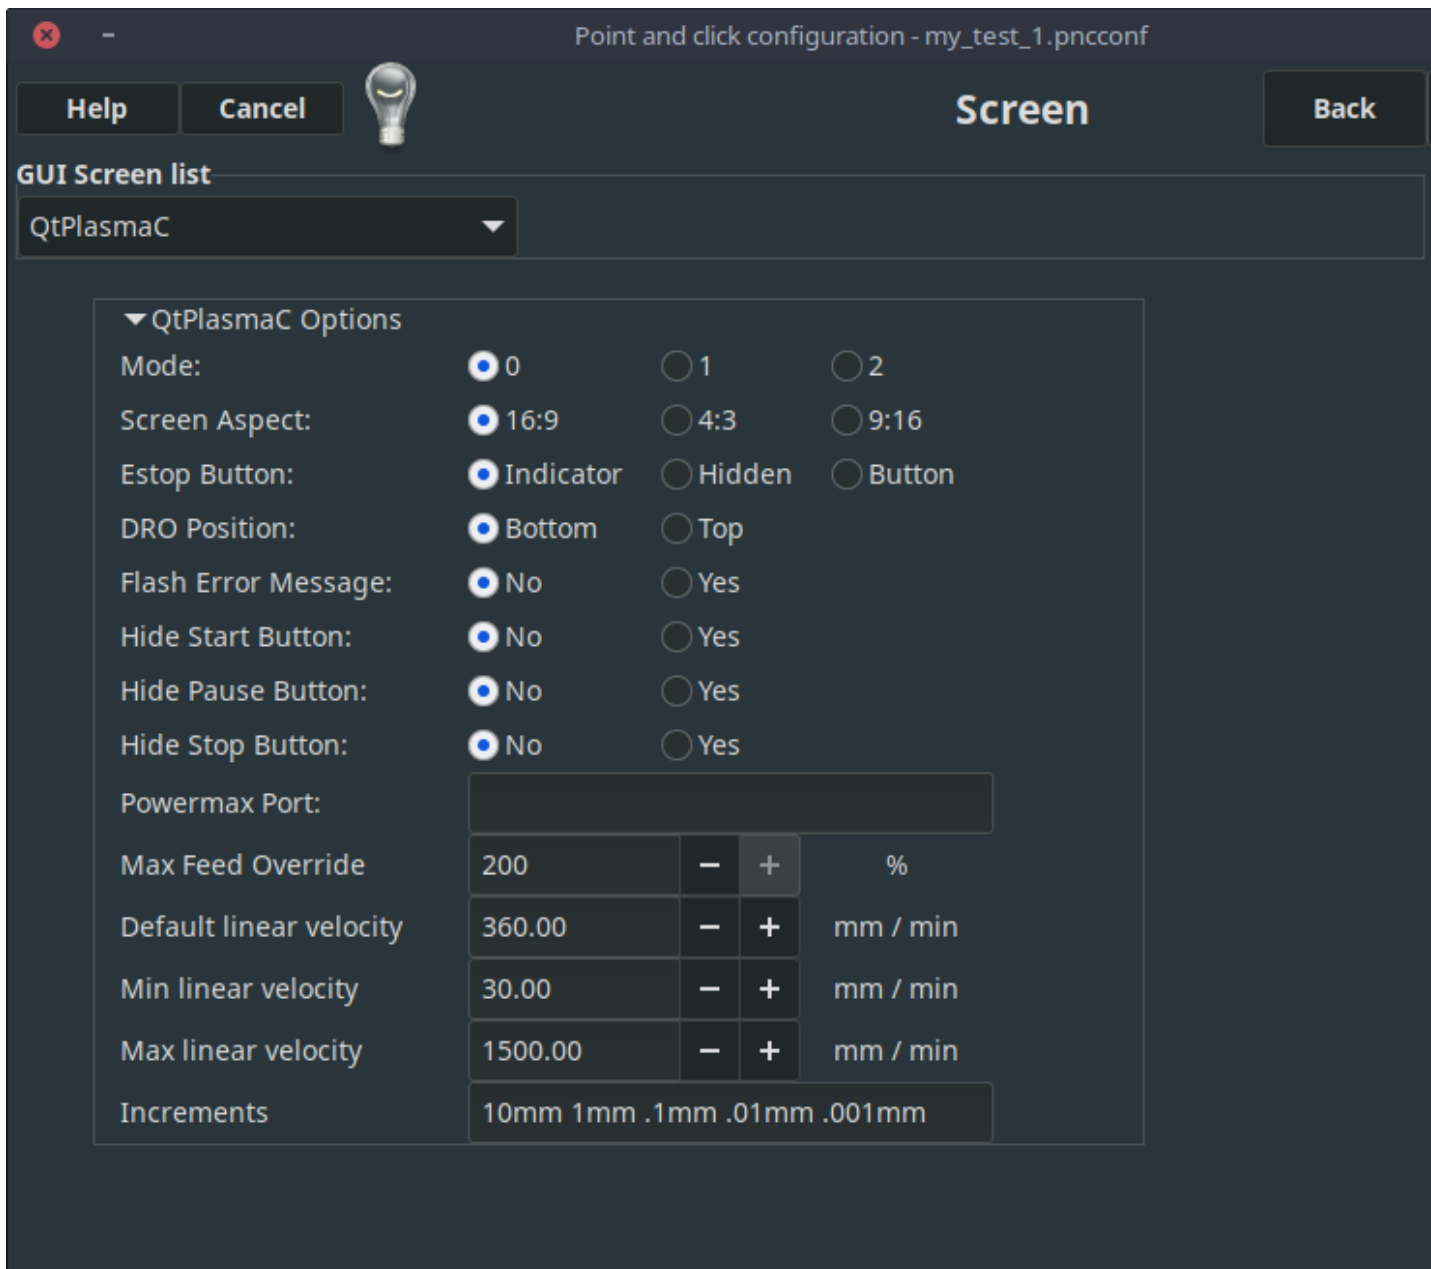 Point and click configuration - my_test_1.pncconf
Help Cancel Screen Back
GUI Screen list
QtPlasmaC
QtPlasmaC Options
Mode: 0 1 2
Screen Aspect: 16:9 4:3 9:16
Estop Button: Indicator Hidden Button
DRO Position: Bottom Top
Flash Error Message: No Yes
Hide Start Button: No Yes
Hide Pause Button: No Yes
Hide Stop Button: No Yes
Powermax Port:
Max Feed Override 200 − + %
Default linear velocity 360.00 − + mm / min
Min linear velocity 30.00 − + mm / min
Max linear velocity 1500.00 − + mm / min
Increments 10mm 1mm .1mm .01mm .001mm